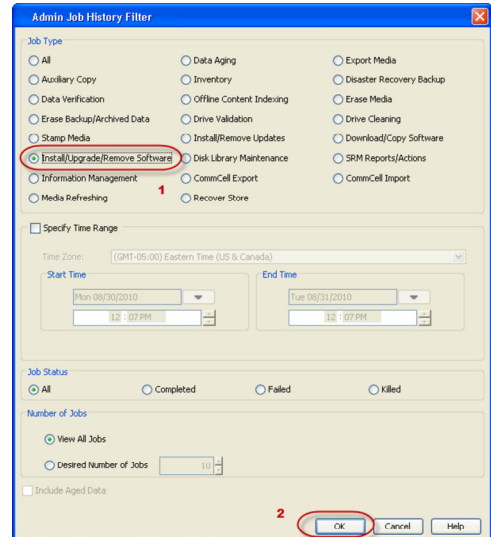 Admin Job History Filter
Job Type
All
Data Aging
Export Media
Auxiliary Copy
Inventory
Disaster Recovery Backup
Data Verification
Offline Content Indexing
Erase Media
Erase Backup/Archived Data
Drive Validation
Drive Cleaning
Stamp Media
Install/Remove Updates
Download/Copy Software
Install/Upgrade/Remove Software
Disk Library Maintenance
SRM Reports/Actions
1
Information Management
CommCell Export
CommCell Import
Media Refreshing
Recover Store
Specify Time Range
Time Zone: (GMT-05:00) Eastern Time (US & Canada)
Start Time
End Time
Mon 08/30/2010
Tue 08/31/2010
12 : 07 PM
12 : 07 PM
Job Status
All
Completed
Failed
Killed
Number of Jobs
View All Jobs
Desired Number of Jobs 10
Include Aged Data
2
OK
Cancel
Help